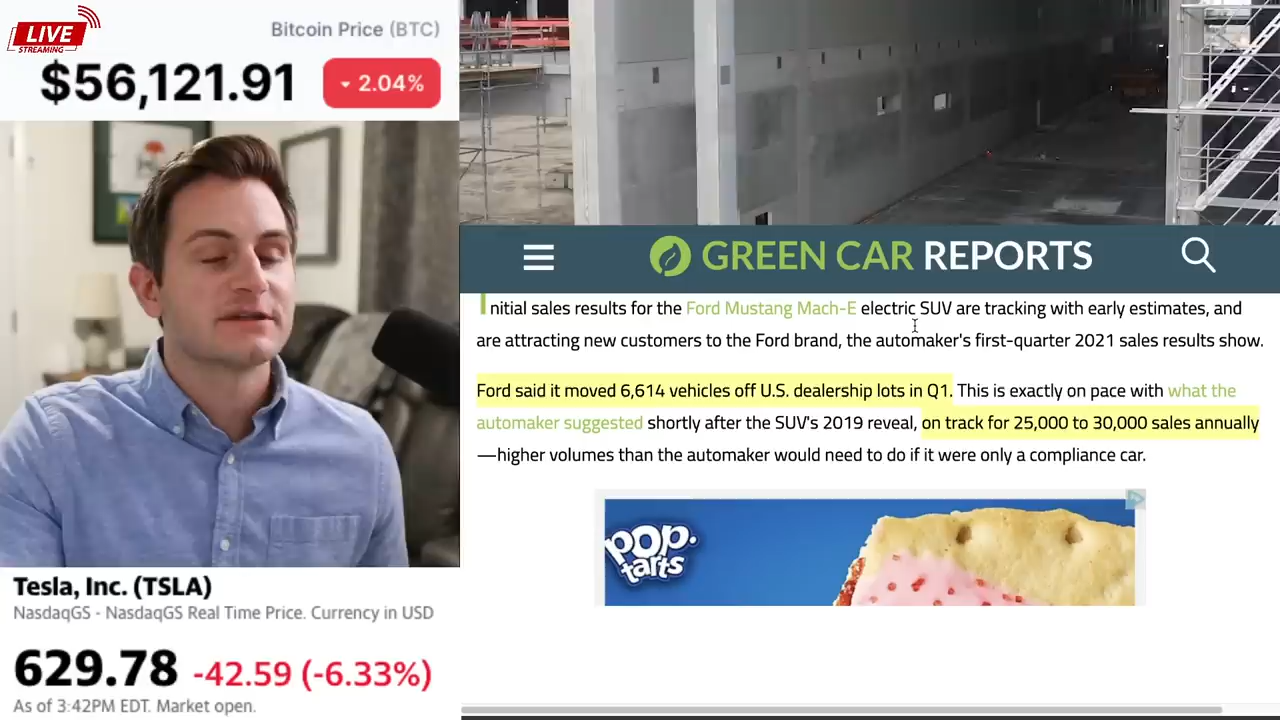 LIVE
STREAMING
Bitcoin Price (BTC)
$56,121.91
2.04%
GREEN CAR REPORTS
Initial sales results for the Ford Mustang Mach-E electric SUV are tracking with early estimates, and
are attracting new customers to the Ford brand, the automaker's first-quarter 2021 sales results show.
Ford said it moved 6,614 vehicles off U.S. dealership lots in Q1. This is exactly on pace with what the
automaker suggested shortly after the SUV's 2019 reveal, on track for 25,000 to 30,000 sales annually
—higher volumes than the automaker would need to do if it were only a compliance car.
pop.
tarts
Tesla, Inc. (TSLA)
NasdaqGS - NasdaqGS Real Time Price. Currency in USD
629.78 -42.59 (-6.33%)
As of 3:42PM EDT. Market open.